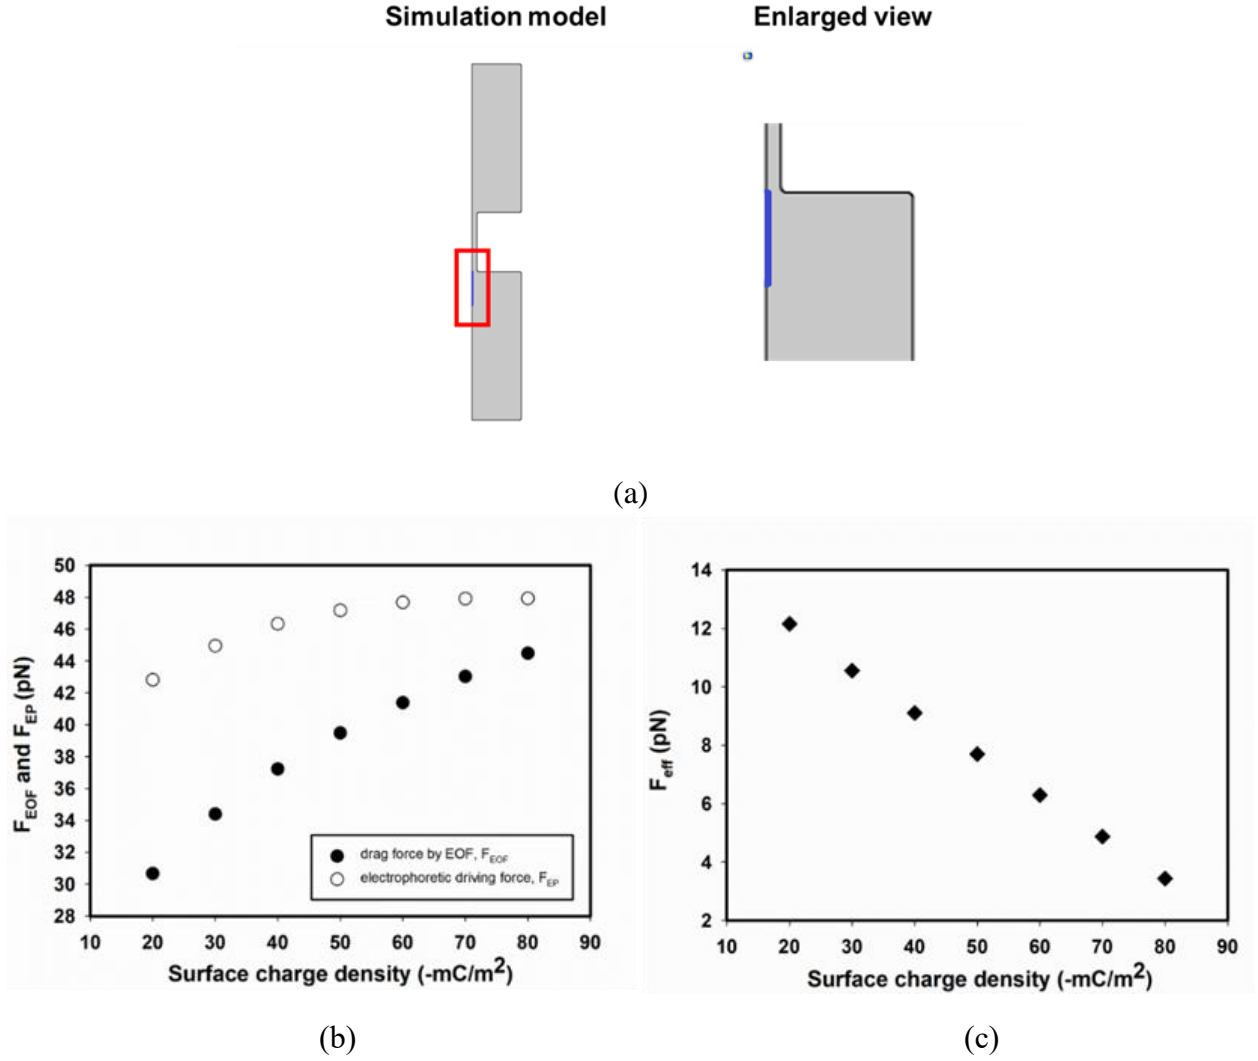 Simulation model Enlarged view
(a)
50
48
46
44
42
40
38
36
34
32
30
28
F_EOF and F_EP (pN)
drag force by EOF, F_EOF
electrophoretic driving force, F_EP
10 20 30 40 50 60 70 80 90
Surface charge density (-mC/m²)
14
12
10
8
6
4
2
F_eff (pN)
10 20 30 40 50 60 70 80 90
Surface charge density (-mC/m²)
(b) (c)